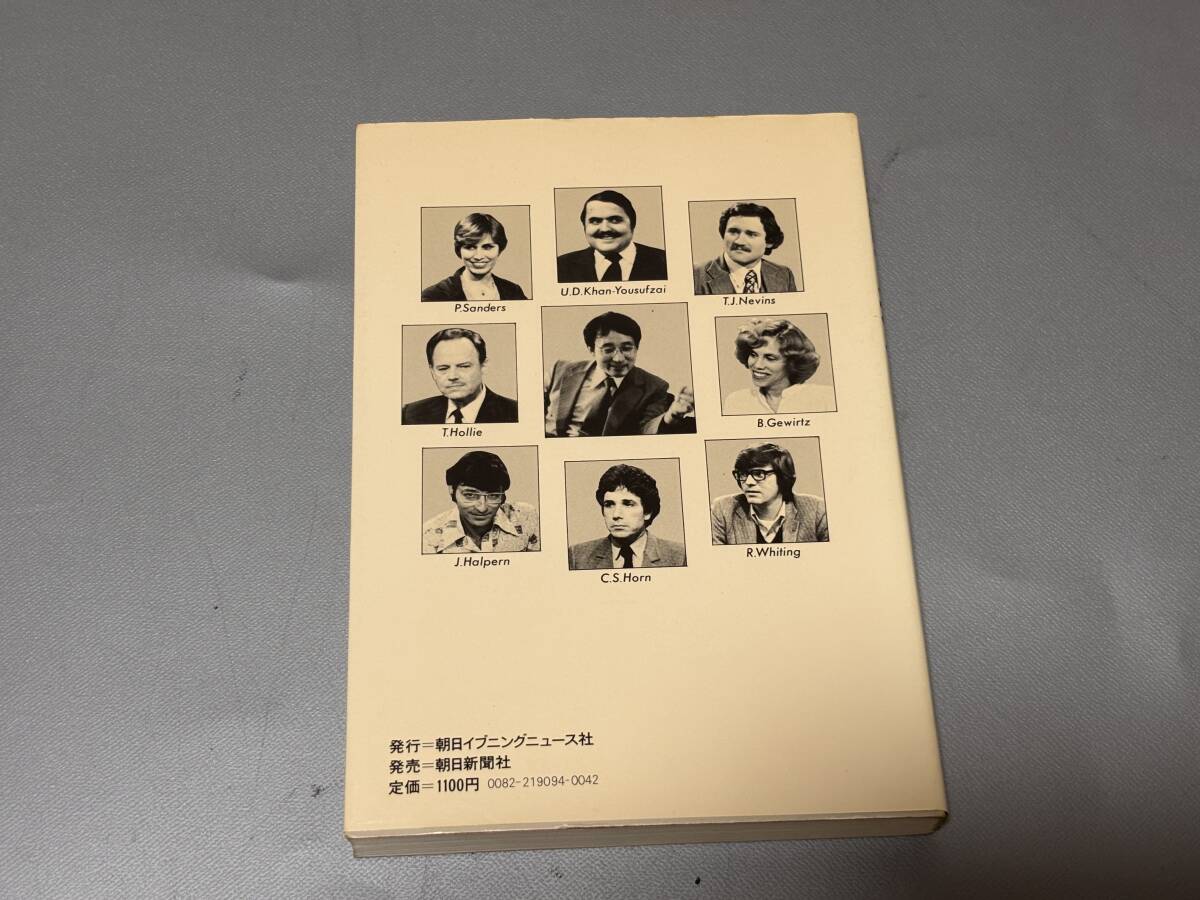 P.Sanders
U.D.Khan-Yousufzai
T.J.Nevins
T.Hollie
B.Gewirtz
J.Halpern
C.S.Horn
R.Whiting
発行＝朝日イブニングニュース社
発売＝朝日新聞社
定価＝1100円 0082-219094-0042